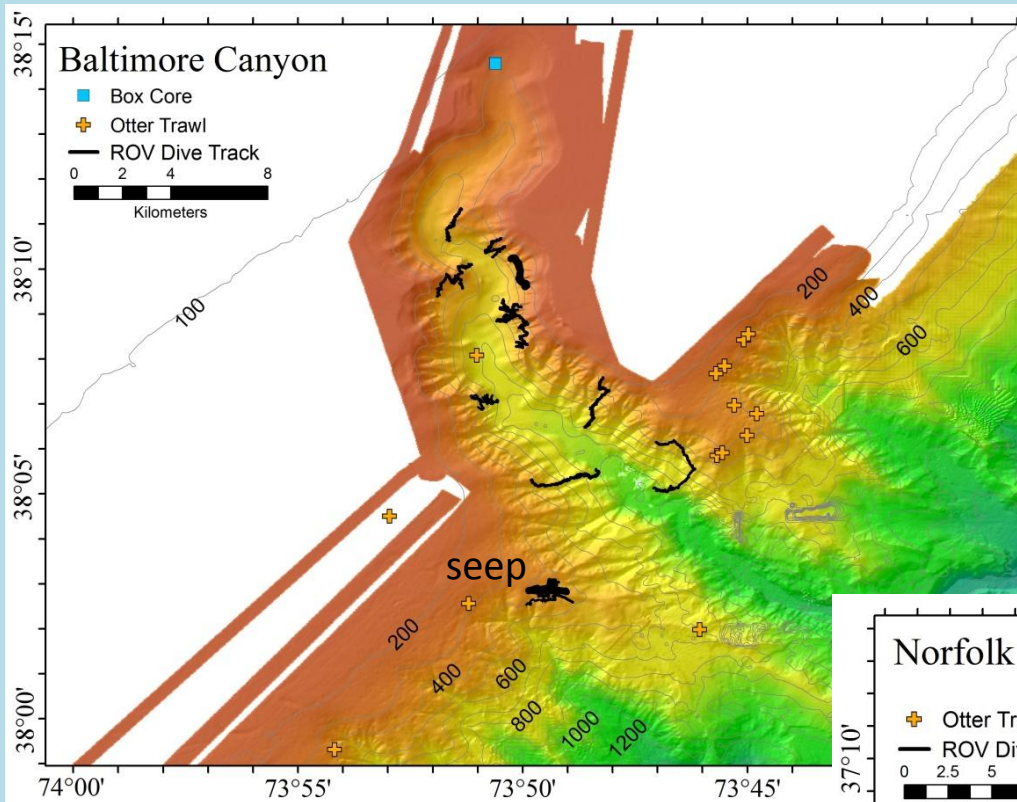 Baltimore Canyon
Box Core
Otter Trawl
ROV Dive Track
0 2 4 8
Kilometers
38°15'
38°10'
38°05'
38°00'
100
200
400
600
seep
200
400
600
800
1000
1200
74°00' 73°55' 73°50' 73°45'
Norfolk
Otter Tr
ROV Di
0 2.5 5
37°10'